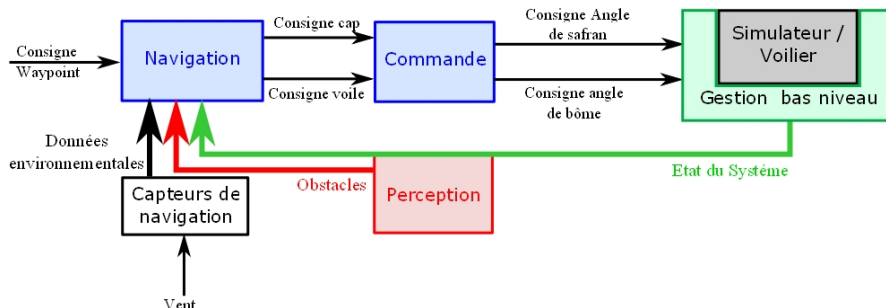 Consigne
Waypoint
Navigation
Consigne cap
Consigne voile
Commande
Consigne Angle
de safran
Consigne angle
de bôme
Simulateur /
Voilier
Gestion bas niveau
Données
environnementales
Capteurs de
navigation
Obstacles
Perception
Etat du Systéme
Vent